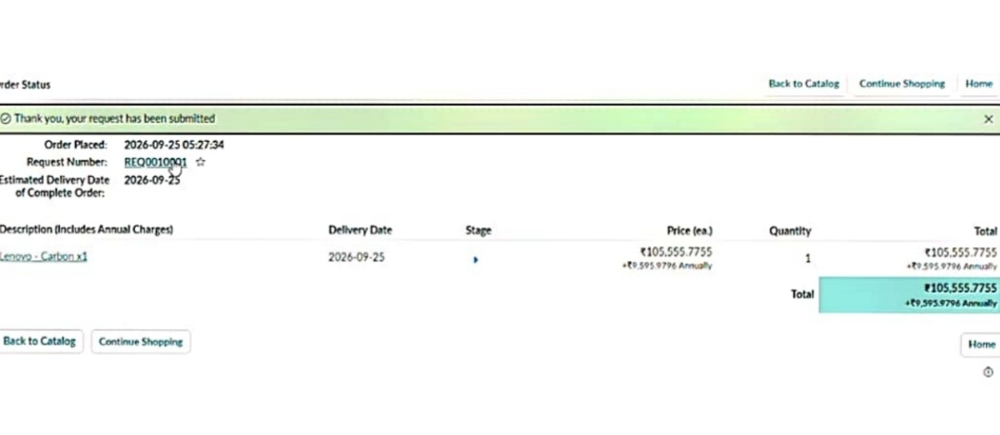 rder Status
Back to Catalog Continue Shopping Home
Thank you, your request has been submitted
Order Placed: 2026-09-25 05:27:34
Request Number: REQ0010001
Estimated Delivery Date 2026-09-25
of Complete Order:
Description (Includes Annual Charges) Delivery Date Stage Price (ea.) Quantity Total
Lenovo - Carbon x1 2026-09-25 ₹105,555.7755 1 ₹105,555.7755
+₹9,595.9796 Annually +₹9,595.9796 Annually
Total ₹105,555.7755
+₹9,595.9796 Annually
Back to Catalog Continue Shopping Home